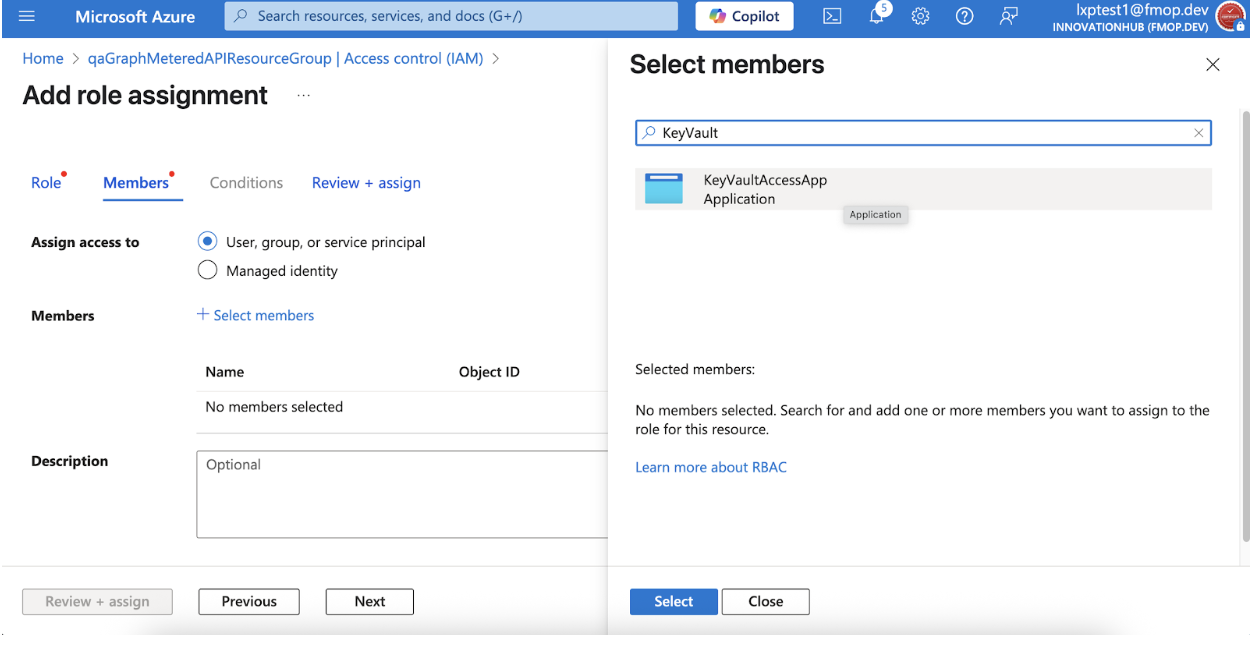 Microsoft Azure
Search resources, services, and docs (G+/)
Copilot
5
lxptest1@fmop.dev
INNOVATIONHUB (FMOP.DEV)
Home > qaGraphMeteredAPIResourceGroup | Access control (IAM) >
Add role assignment ...
Role
Members
Conditions
Review + assign
Assign access to
User, group, or service principal
Managed identity
Members
+ Select members
Name
Object ID
No members selected
Description
Optional
Review + assign
Previous
Next
Select members
KeyVault
KeyVaultAccessApp
Application
Application
Selected members:
No members selected. Search for and add one or more members you want to assign to the
role for this resource.
Learn more about RBAC
Select
Close